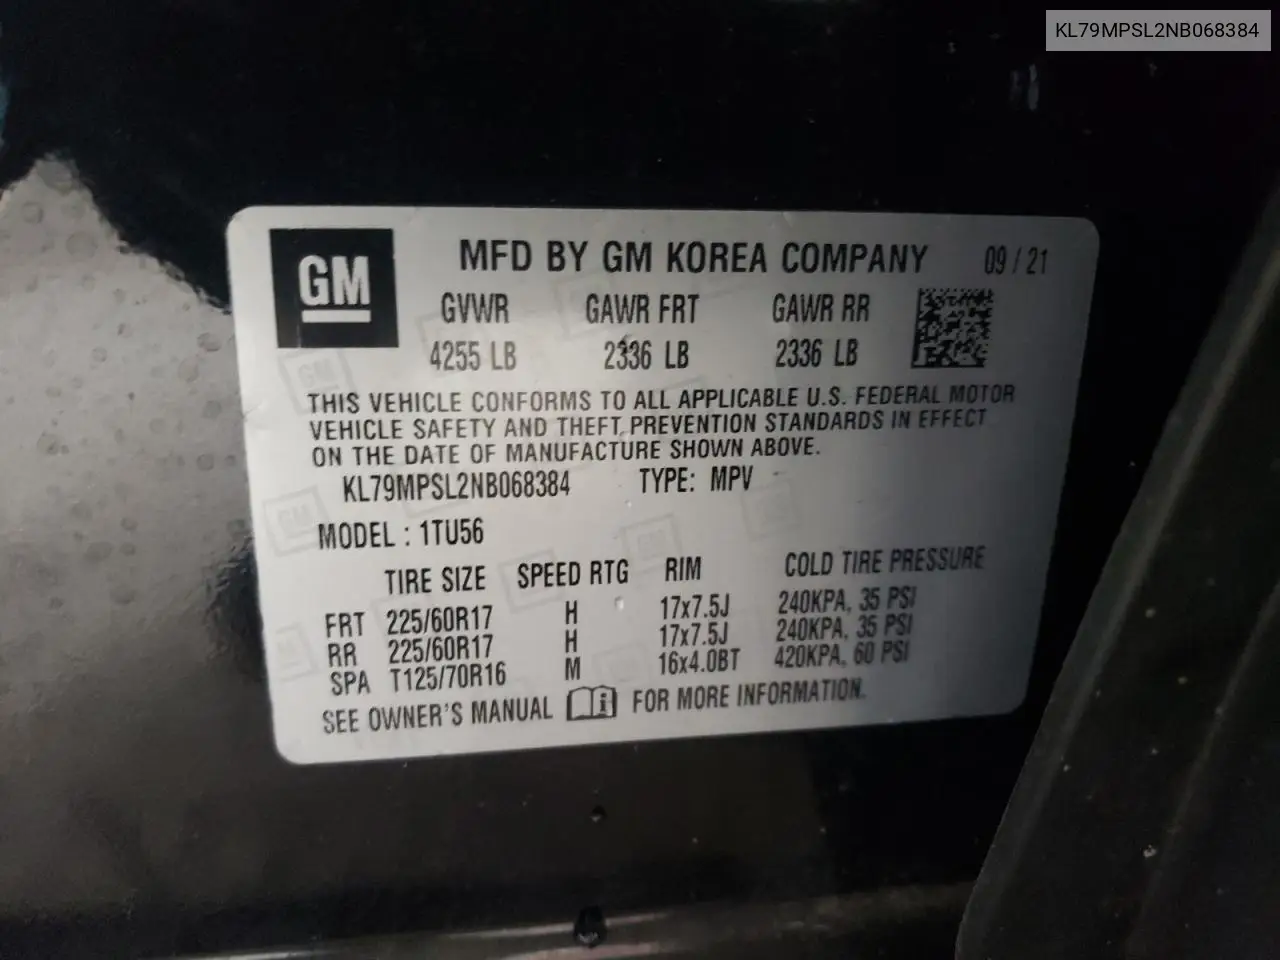 KL79MPSL2NB068384
GM
MFD BY GM KOREA COMPANY 09 / 21
GVWR GAWR FRT GAWR RR
4255 LB 2336 LB 2336 LB
THIS VEHICLE CONFORMS TO ALL APPLICABLE U.S. FEDERAL MOTOR
VEHICLE SAFETY AND THEFT PREVENTION STANDARDS IN EFFECT
ON THE DATE OF MANUFACTURE SHOWN ABOVE.
KL79MPSL2NB068384 TYPE: MPV
MODEL : 1TU56
TIRE SIZE SPEED RTG RIM COLD TIRE PRESSURE
FRT 225/60R17 H 17x7.5J 240KPA, 35 PSI
RR 225/60R17 H 17x7.5J 240KPA, 35 PSI
SPA T125/70R16 M 16x4.0BT 420KPA, 60 PSI
SEE OWNER'S MANUAL FOR MORE INFORMATION.